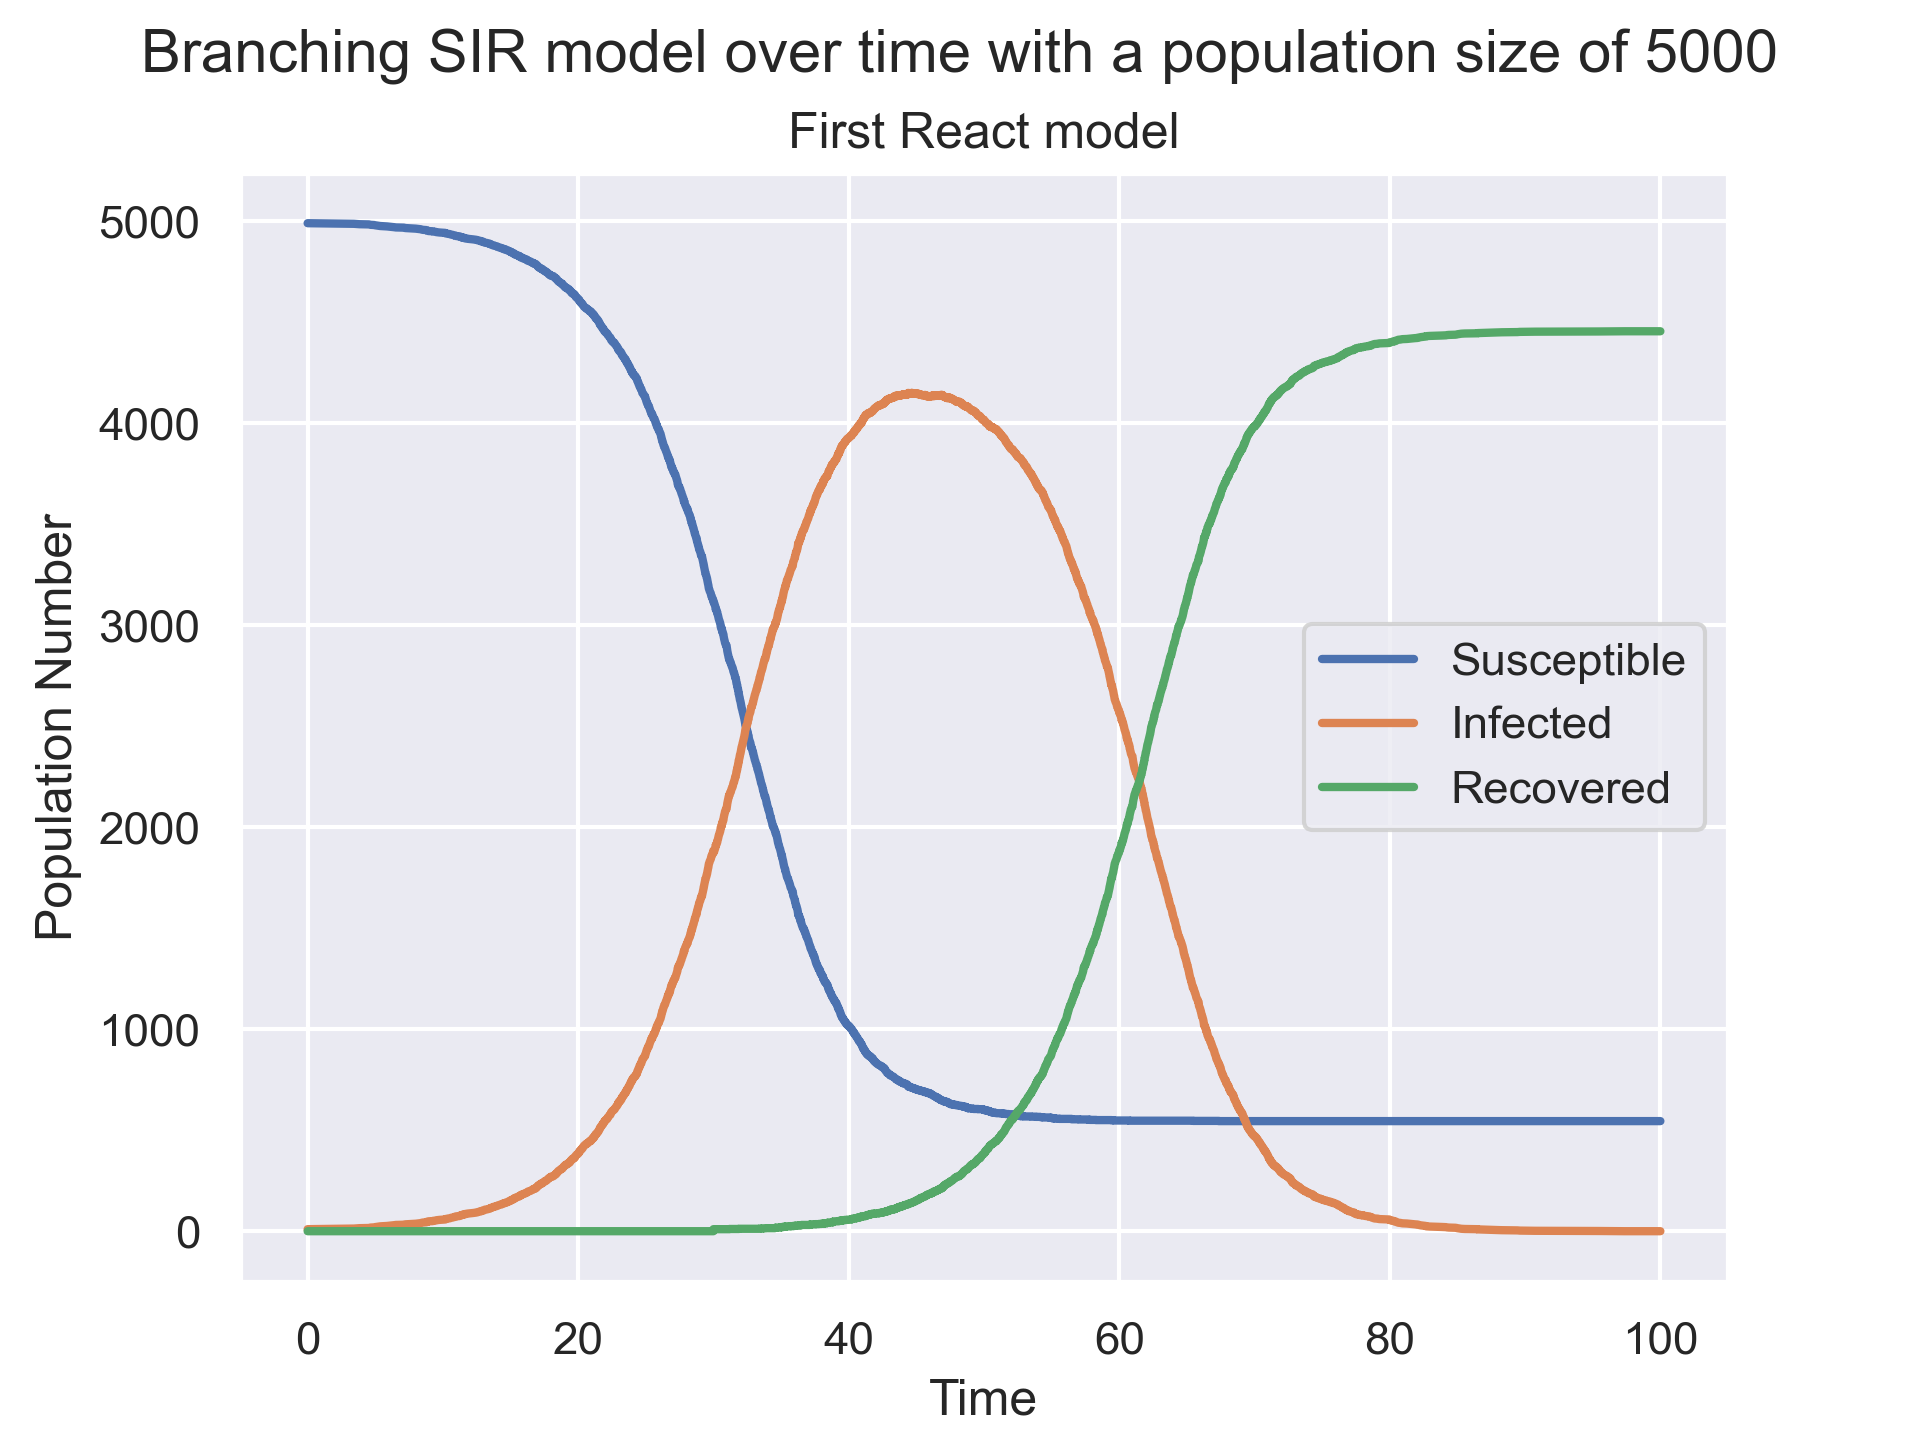 Branching SIR model over time with a population size of 5000
First React model
5000
4000
3000
2000
1000
0
Population Number
Susceptible
Infected
Recovered
0 20 40 60 80 100
Time